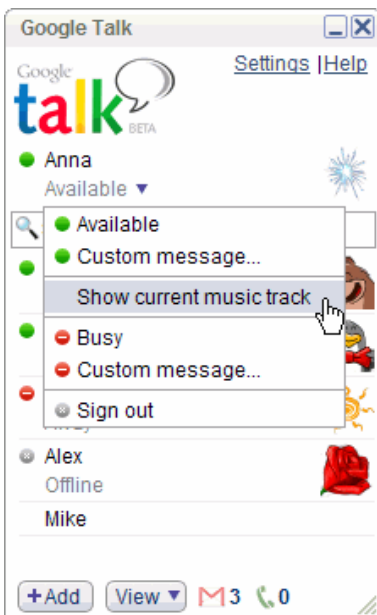 Google Talk
Settings | Help
Google
talk
BETA
Anna
Available
Available
Custom message...
Show current music track
Busy
Custom message...
Sign out
Away
Alex
Offline
Mike
+Add View 3 0